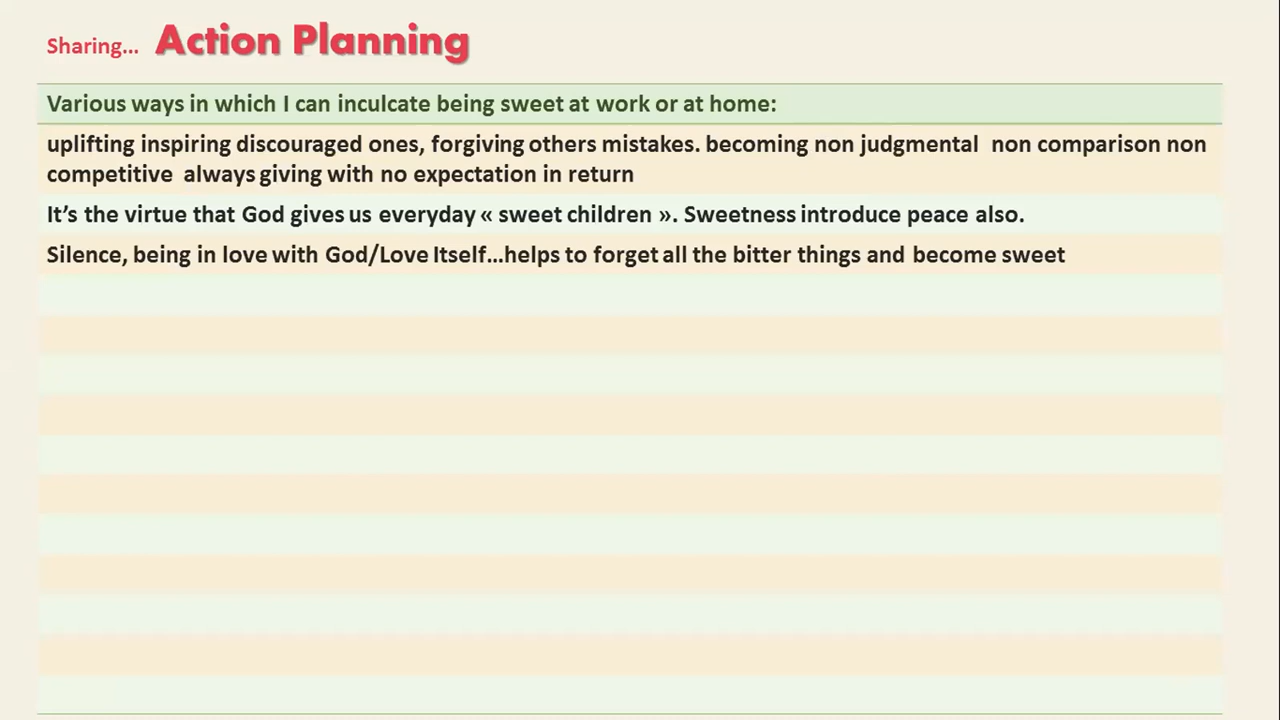 Sharing... Action Planning
Various ways in which I can inculcate being sweet at work or at home:
uplifting inspiring discouraged ones, forgiving others mistakes. becoming non judgmental  non comparison non
competitive  always giving with no expectation in return
It’s the virtue that God gives us everyday « sweet children ». Sweetness introduce peace also.
Silence, being in love with God/Love Itself…helps to forget all the bitter things and become sweet